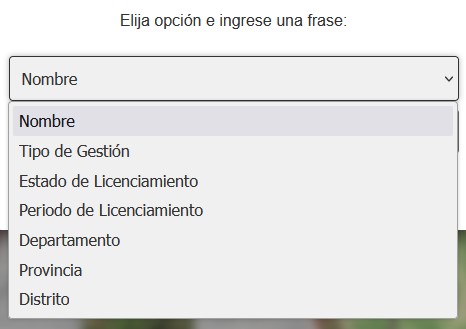 Elija opción e ingrese una frase:
Nombre
Nombre
Tipo de Gestión
Estado de Licenciamiento
Periodo de Licenciamiento
Departamento
Provincia
Distrito